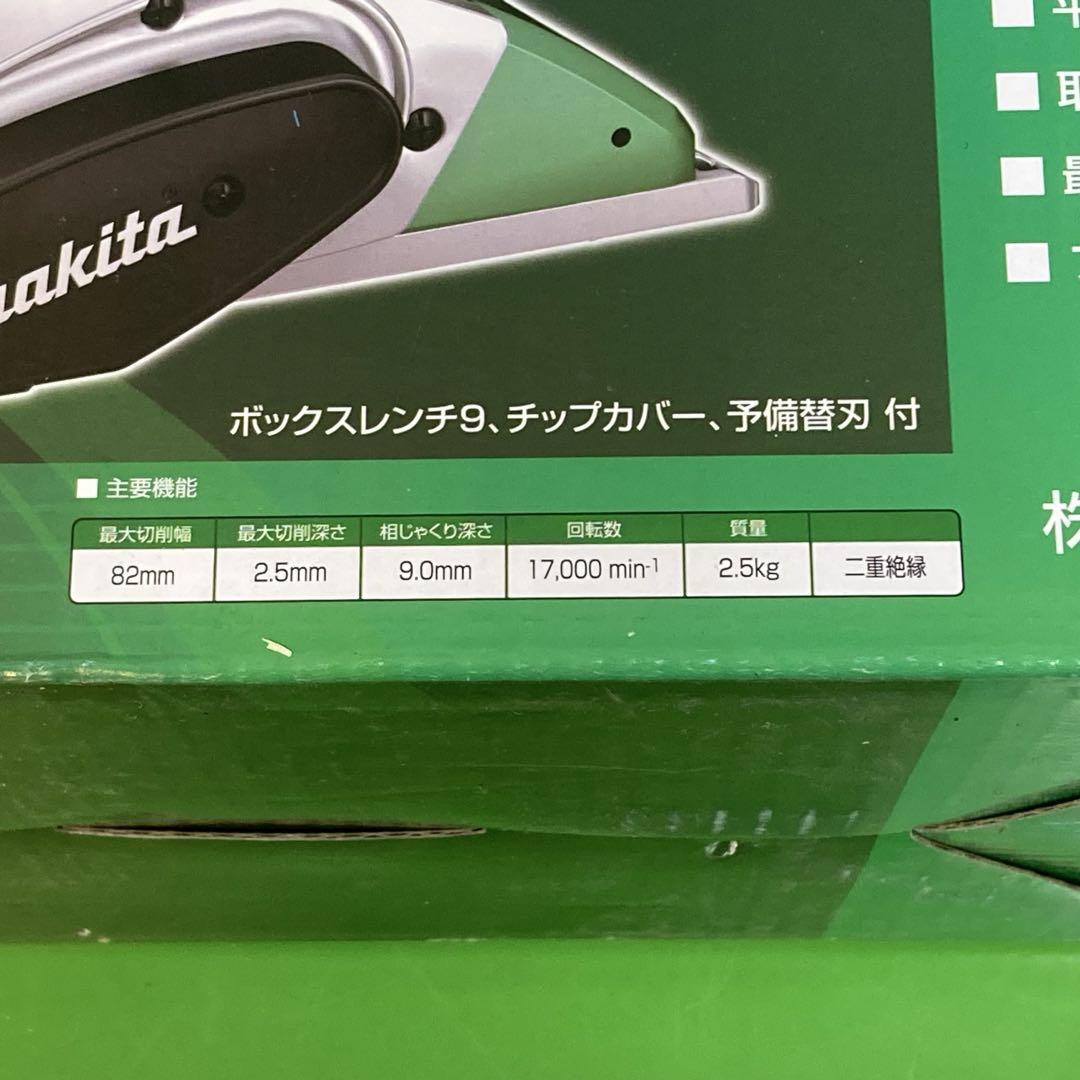 makita
ボックスレンチ9、チップカバー、予備替刃 付
■ 主要機能
最大切削幅 最大切削深さ 相じゃくり深さ 回転数 質量
82mm 2.5mm 9.0mm 17,000 min-1 2.5kg 二重絶縁
株